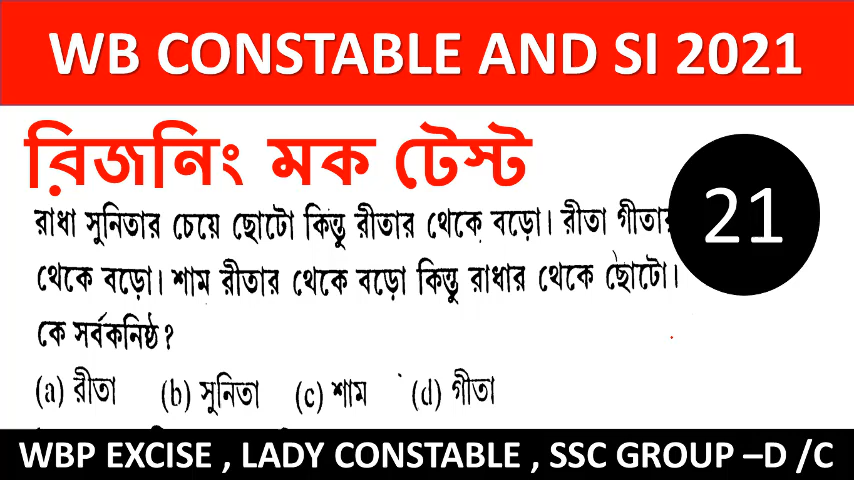 WB CONSTABLE AND SI 2021
রিজনিং মক টেস্ট
21
রাধা সুনিতার চেয়ে ছোটো কিন্তু রীতার থেকে বড়ো। রীতা গীতার
থেকে বড়ো। শাম রীতার থেকে বড়ো কিন্তু রাধার থেকে ছোটো।
কে সর্বকনিষ্ঠ?
(a) রীতা (b) সুনিতা (c) শাম (d) গীতা
WBP EXCISE , LADY CONSTABLE , SSC GROUP –D /C